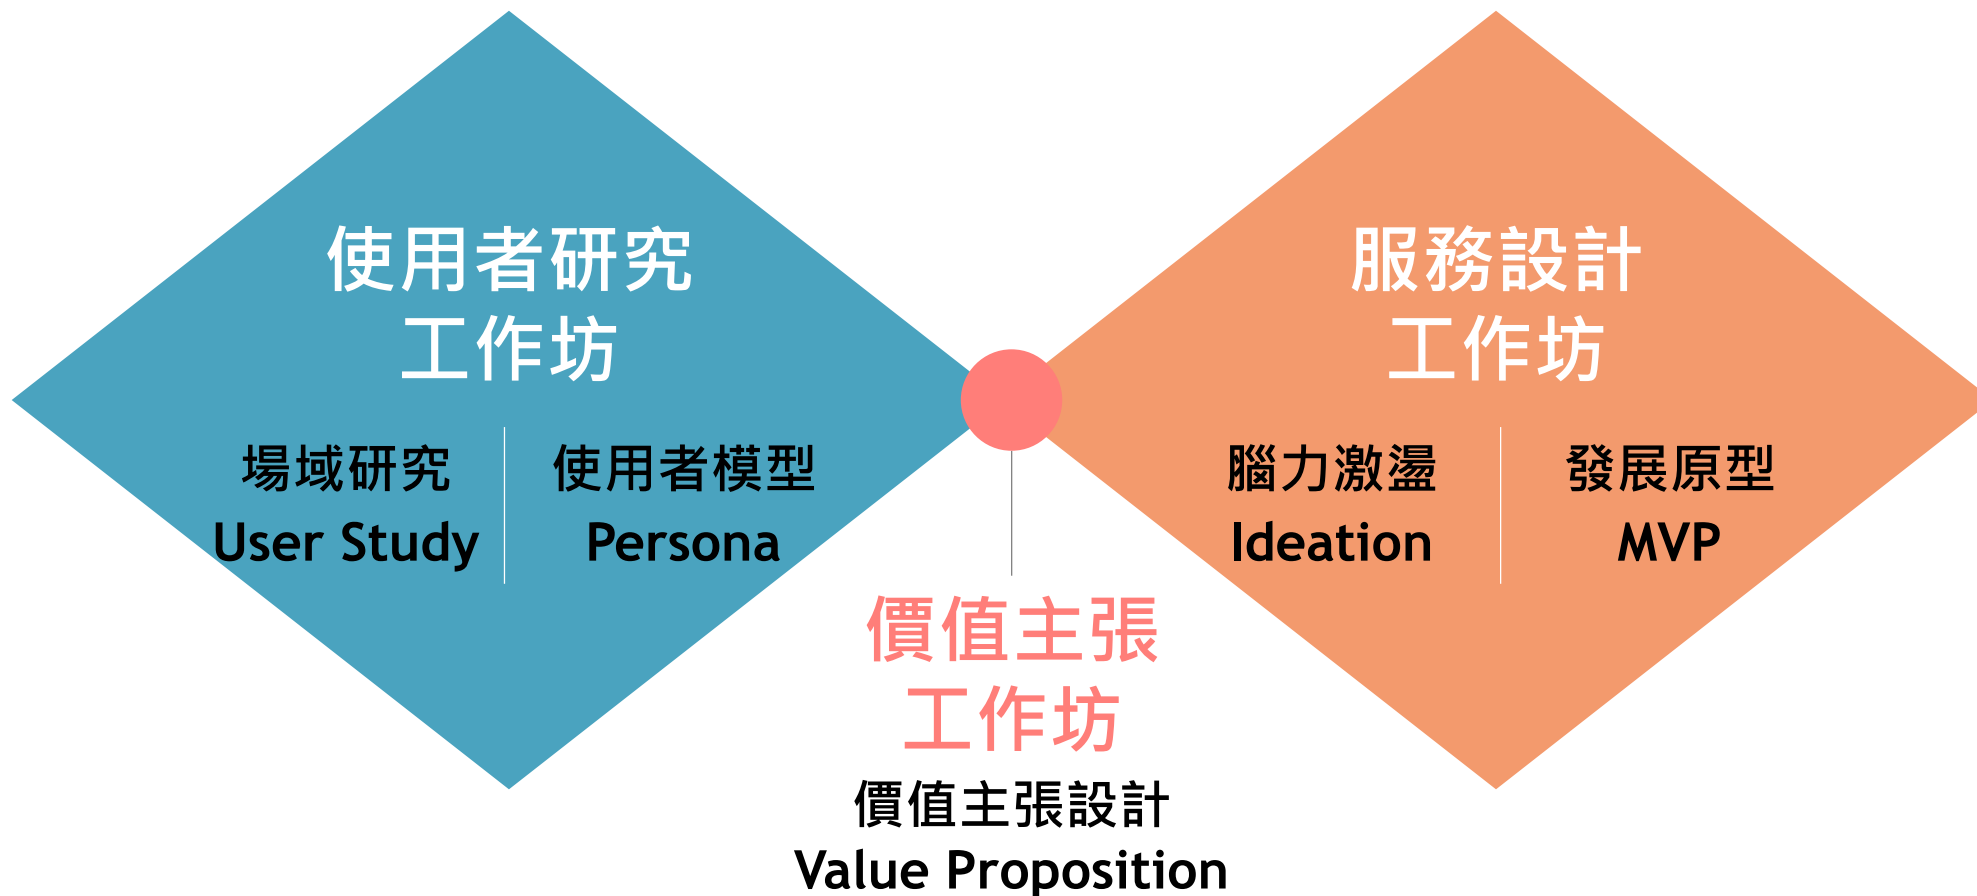 使用者研究
工作坊
場域研究
User Study
使用者模型
Persona
價值主張
工作坊
價值主張設計
Value Proposition
服務設計
工作坊
腦力激盪
Ideation
發展原型
MVP